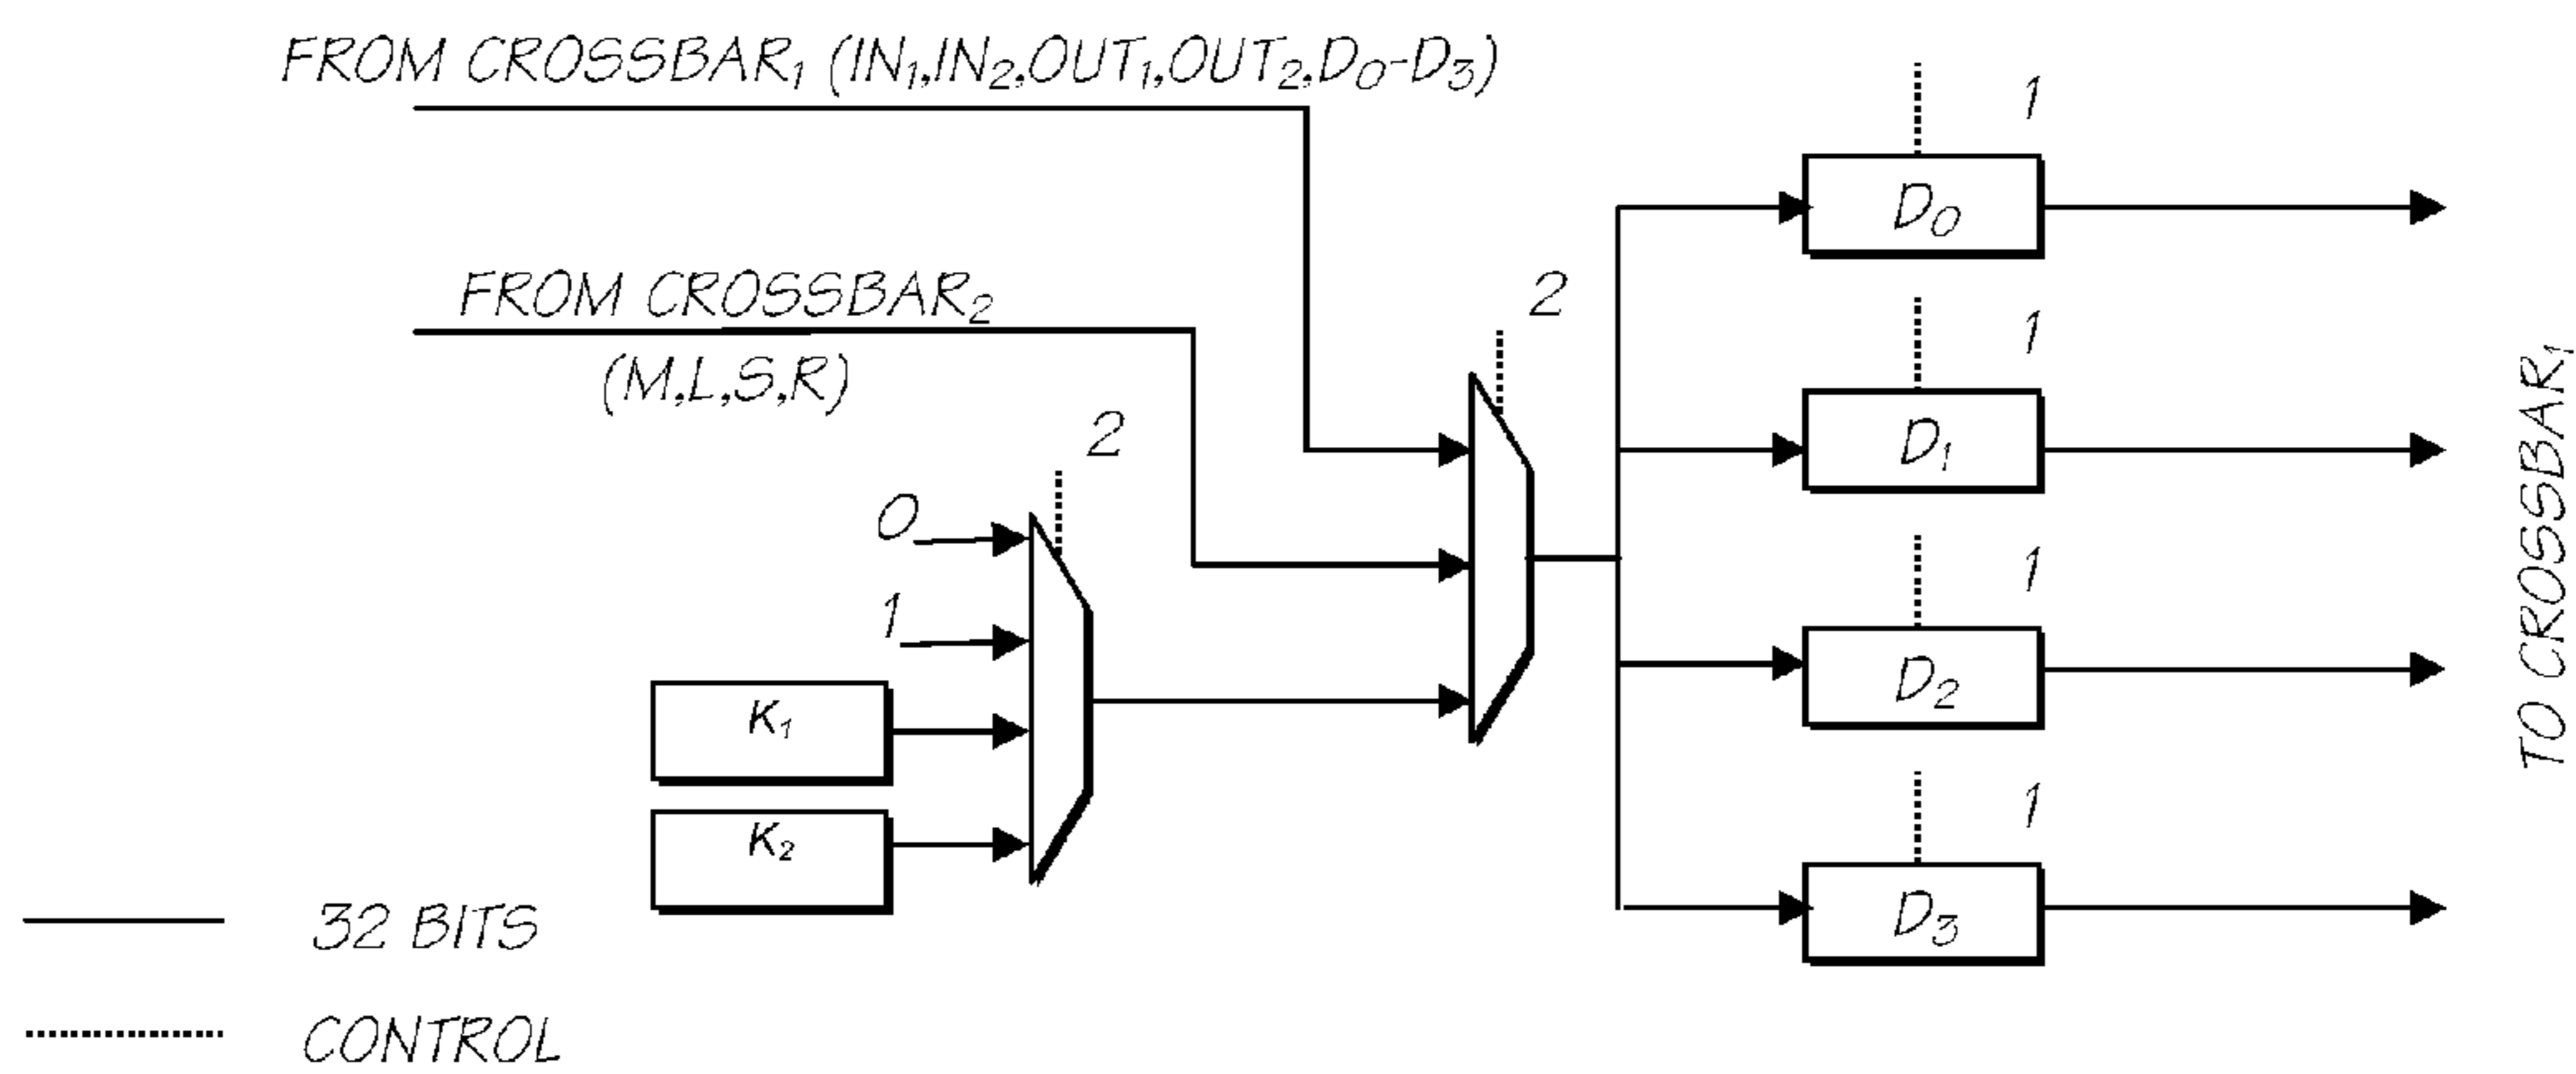 FROM CROSSBAR₁ (IN₁,IN₂,OUT₁,OUT₂,D₀-D₃)
1
D₀
FROM CROSSBAR₂
(M,L,S,R)
2
1
D₁
2
0
1
1
D₂
K₁
K₂
1
D₃
TO CROSSBAR₁
32 BITS
CONTROL